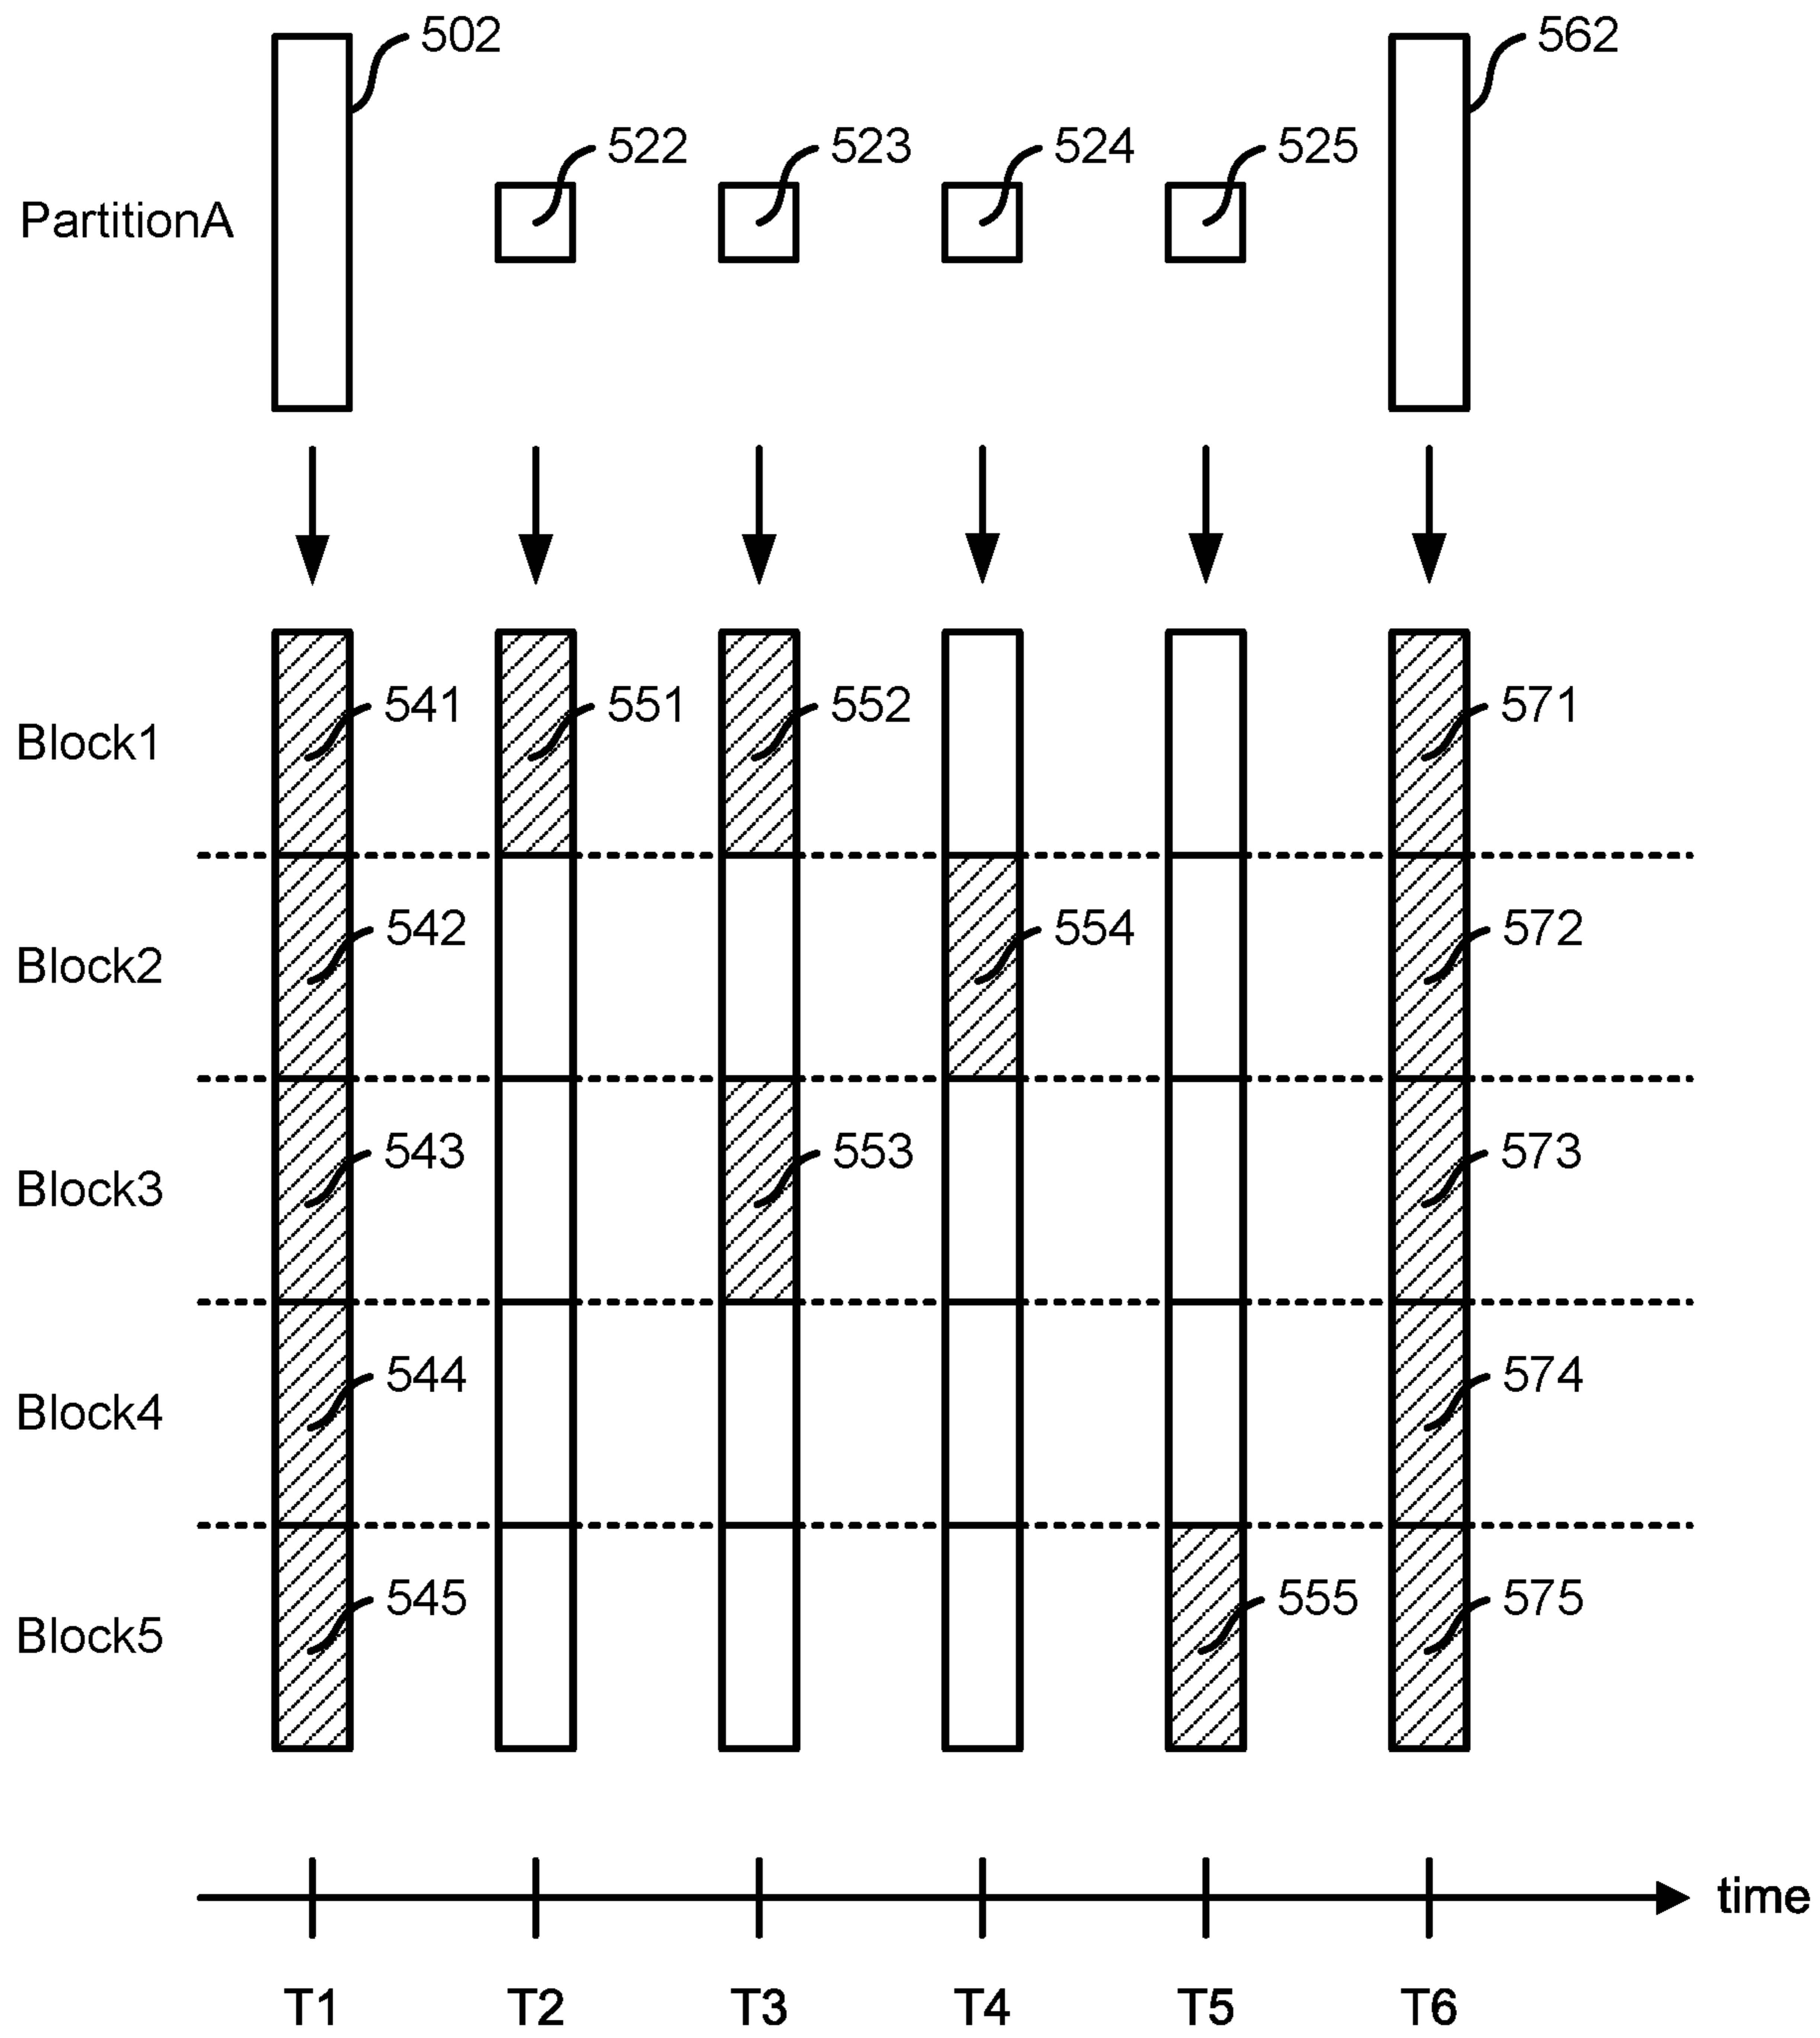 502 562
522 523 524 525
PartitionA
Block1 541 551 552 571
Block2 542 554 572
Block3 543 553 573
Block4 544 574
Block5 545 555 575
time
T1 T2 T3 T4 T5 T6